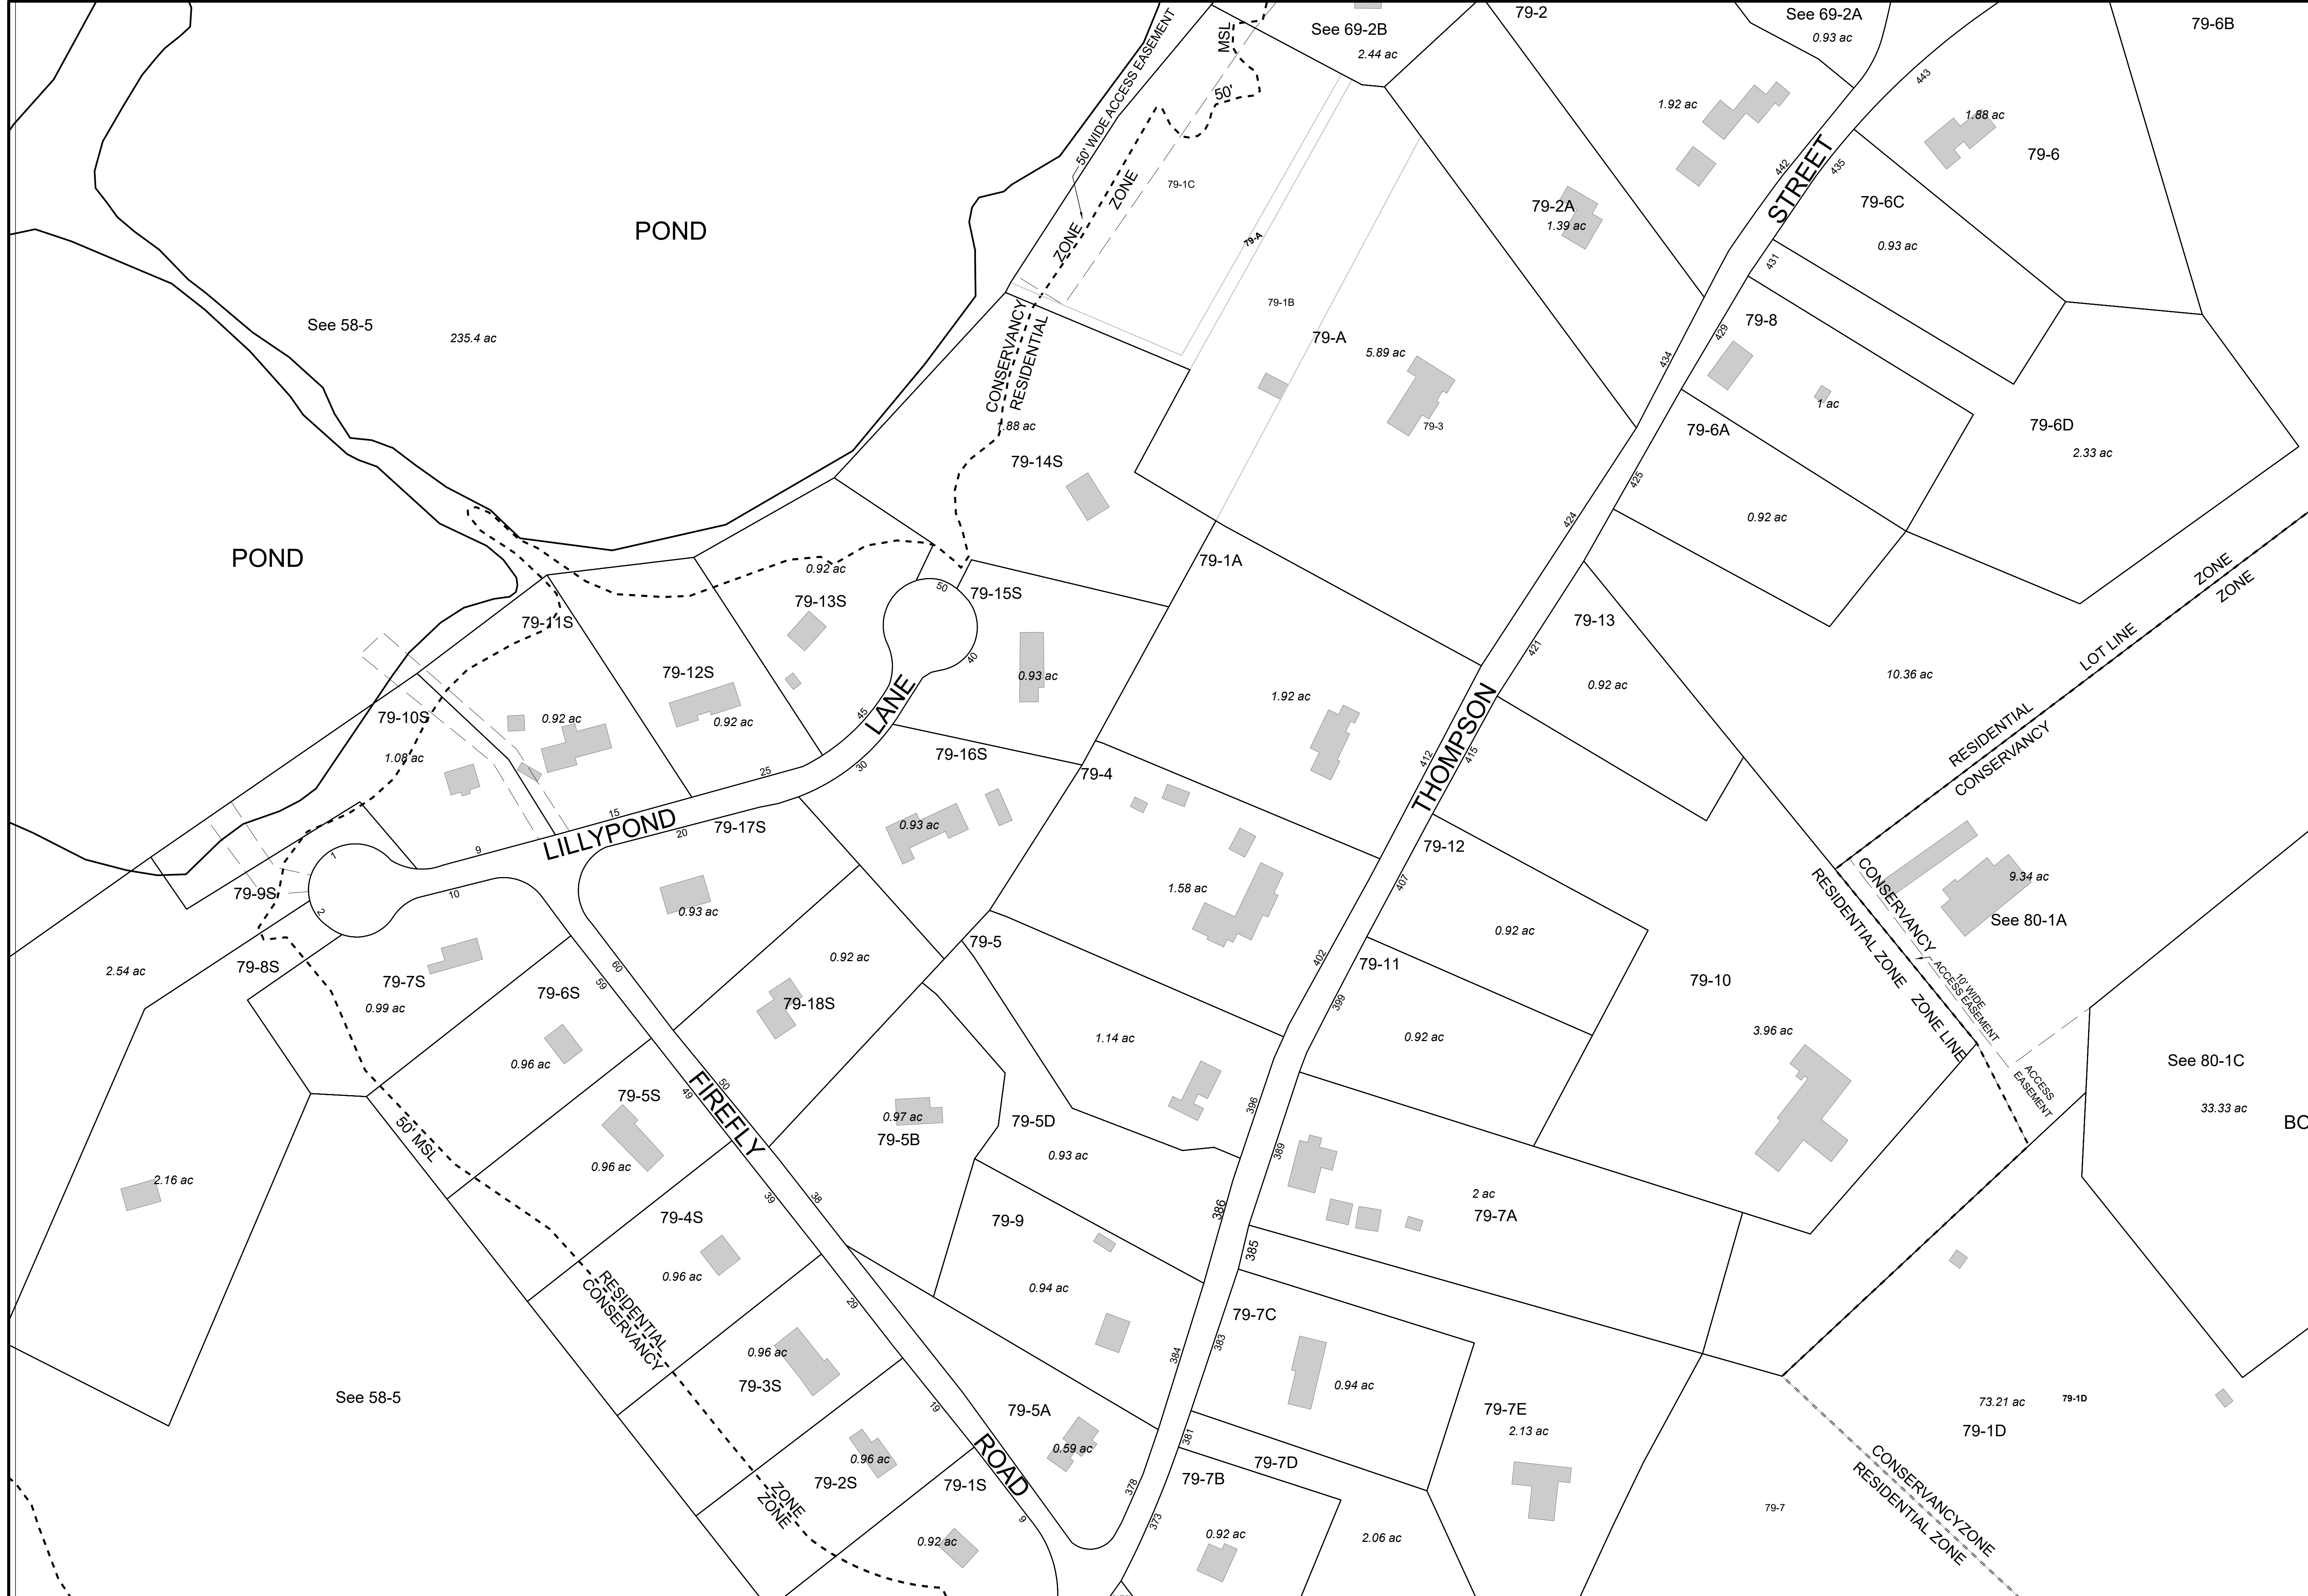 79-2
See 69-2A
0.93 ac
79-6B
See 69-2B
2.44 ac
MSL
50'
50' WIDE ACCESS EASEMENT
443
1.92 ac
1.88 ac
79-6
442
STREET
435
79-1C
79-2A
1.39 ac
79-6C
0.93 ac
POND
ZONE
ZONE
79-A
431
79-1B
79-8
429
See 58-5
235.4 ac
79-A
5.89 ac
434
CONSERVANCY
RESIDENTIAL
1 ac
1.88 ac
79-3
79-6A
79-6D
2.33 ac
79-14S
425
424
0.92 ac
POND
79-1A
0.92 ac
ZONE
ZONE
50
79-15S
79-13S
79-11S
79-13
421
LOT LINE
40
79-12S
0.93 ac
1.92 ac
0.92 ac
10.36 ac
79-10S
0.92 ac
0.92 ac
45
LANE
RESIDENTIAL
CONSERVANCY
1.08 ac
79-16S
THOMPSON
412
415
25
30
79-4
15
LILLYPOND
20
79-17S
0.93 ac
9
1
79-12
79-9S
10
2
0.93 ac
1.58 ac
407
CONSERVANCY
9.34 ac
See 80-1A
RESIDENTIAL ZONE
ZONE LINE
10' WIDE
ACCESS EASEMENT
0.92 ac
79-5
2.54 ac
79-8S
79-7S
0.99 ac
79-6S
60
59
0.92 ac
402
79-11
79-10
79-18S
399
3.96 ac
1.14 ac
0.92 ac
0.96 ac
See 80-1C
ACCESS
EASEMENT
33.33 ac
BC
79-5S
50
49
FIREFLY
396
0.97 ac
79-5B
79-5D
0.93 ac
50' MSL
0.96 ac
389
2.16 ac
39
38
2 ac
79-7A
79-4S
79-9
386
385
0.96 ac
0.94 ac
RESIDENTIAL
CONSERVANCY
29
79-7C
0.96 ac
79-3S
384
383
0.94 ac
See 58-5
19
79-5A
79-7E
2.13 ac
73.21 ac
79-1D
79-1D
0.59 ac
381
0.96 ac
79-2S
79-1S
ROAD
79-7D
79-7B
378
CONSERVANCYZONE
RESIDENTIAL ZONE
ZONE
ZONE
9
373
79-7
0.92 ac
0.92 ac
2.06 ac